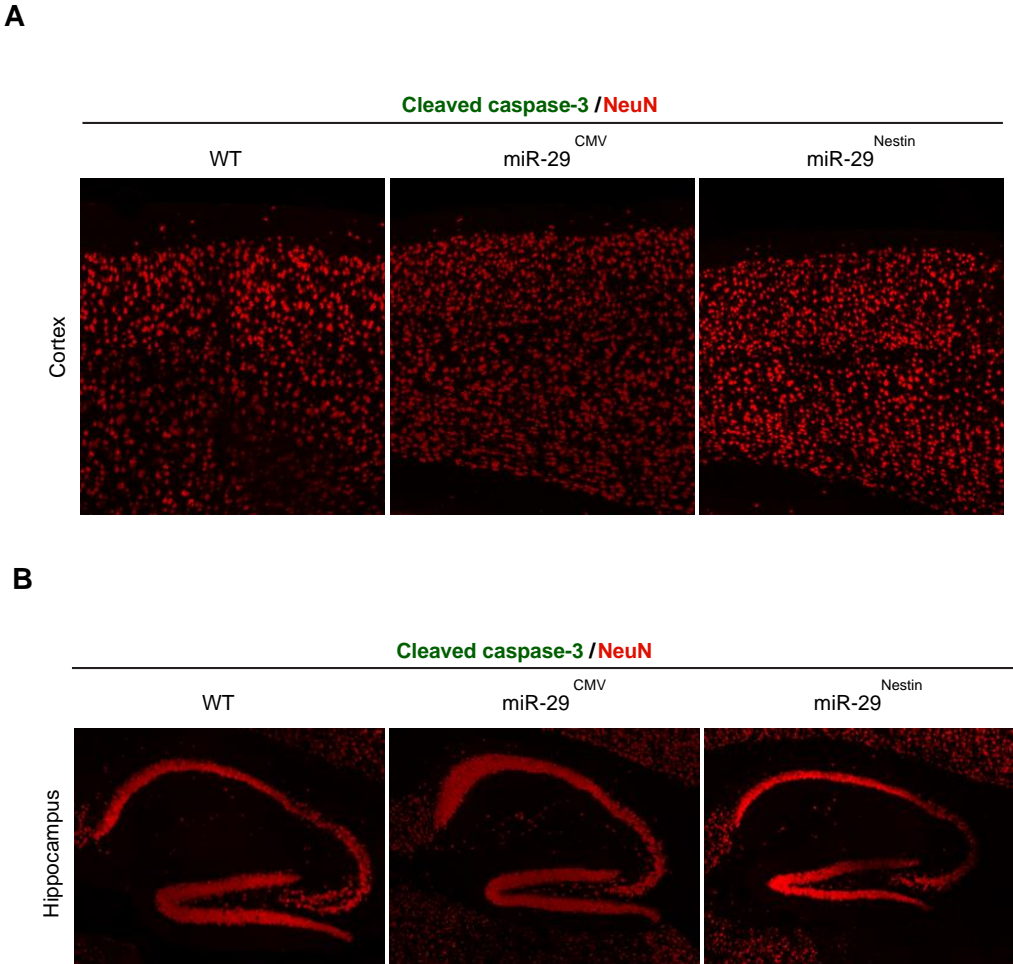 A
Cleaved caspase-3 / NeuN
WT
miR-29 CMV
miR-29 Nestin
Cortex
B
Cleaved caspase-3 / NeuN
WT
miR-29 CMV
miR-29 Nestin
Hippocampus